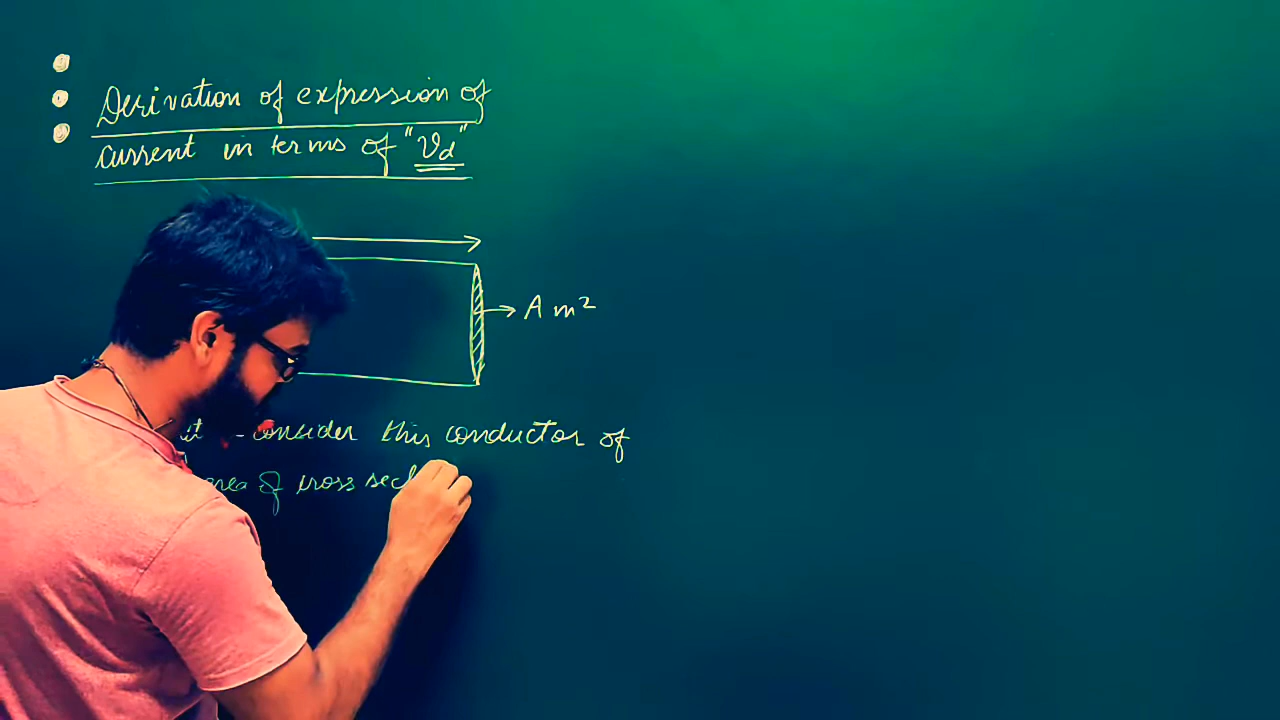 Derivation of expression of
current in terms of "Vd"
A m²
consider this conductor of
of cross sec